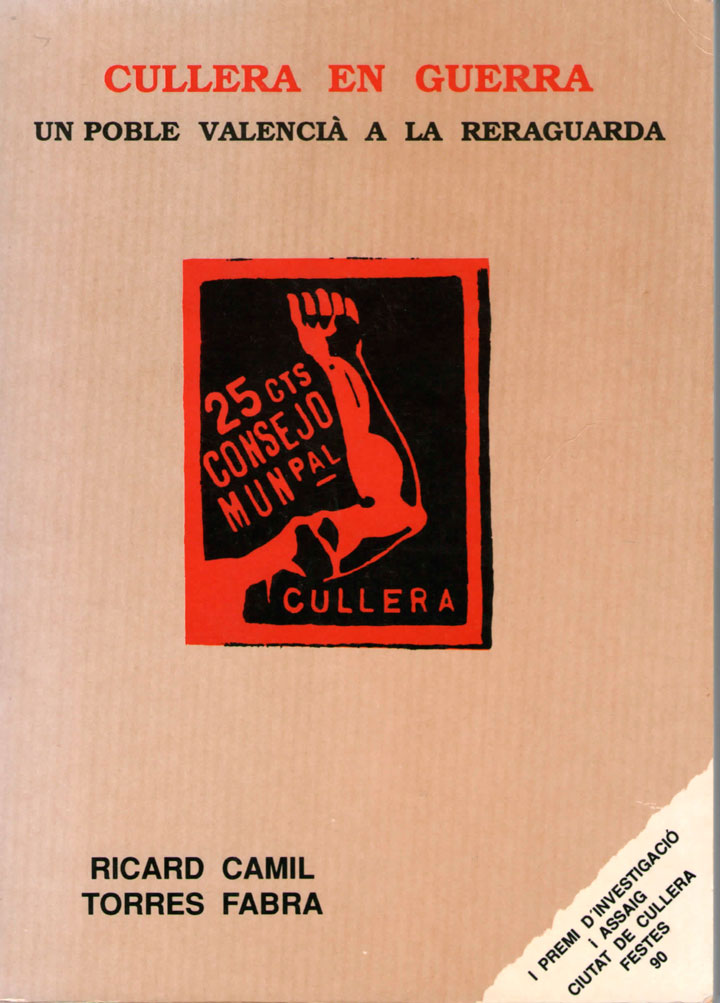 CULLERA EN GUERRA
UN POBLE VALENCIÀ A LA RERAGUARDA
25 CTS
CONSEJO
MUNPAL
CULLERA
RICARD CAMIL
TORRES FABRA
I PREMI D'INVESTIGACIÓ
I ASSAIG
CIUTAT DE CULLERA
FESTES
90